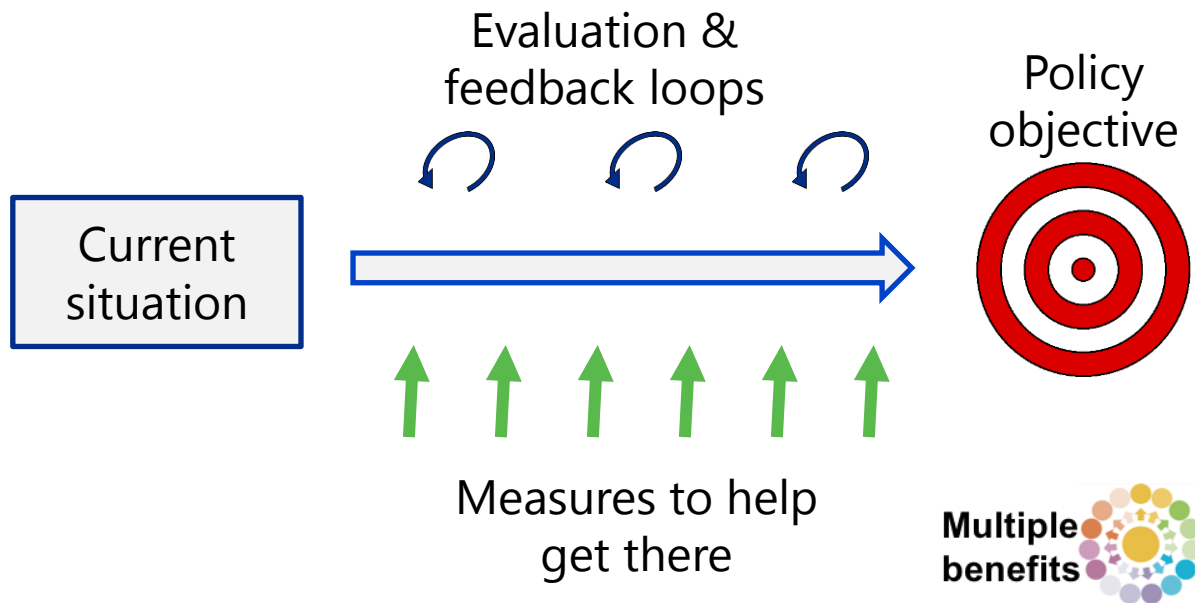 Evaluation &
feedback loops
Policy
objective
Current
situation
Measures to help
get there
Multiple
benefits